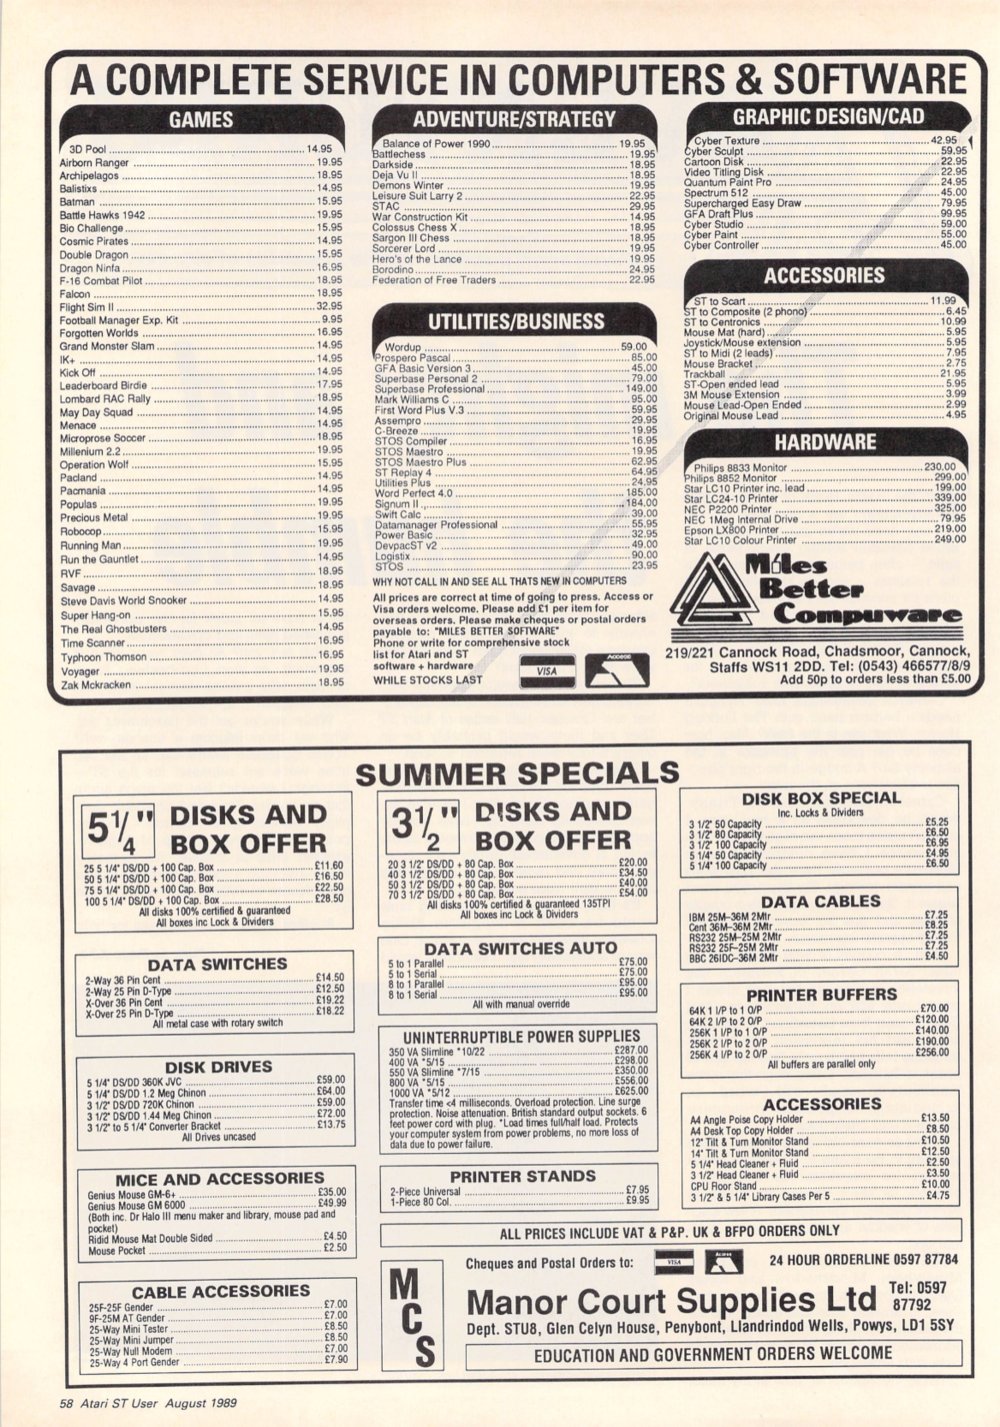 A COMPLETE SERVICE IN COMPUTERS & SOFTWARE
GAMES
3D Pool 14.95
Airborn Ranger 19.95
Archipelagos 18.95
Balistixs 14.95
Batman 15.95
Battle Hawks 1942 19.95
Bio Challenge 15.95
Cosmic Pirates 14.95
Double Dragon 15.95
Dragon Ninfa 16.95
F-16 Combat Pilot 18.95
Falcon 18.95
Flight Sim II 32.95
Football Manager Exp. Kit 9.95
Forgotten Worlds 16.95
Grand Monster Slam 14.95
IK+ 14.95
Kick Off 14.95
Leaderboard Birdie 17.95
Lombard RAC Rally 18.95
May Day Squad 14.95
Menace 14.95
Microprose Soccer 18.95
Millenium 2.2 19.95
Operation Wolf 15.95
Pacland 14.95
Pacmania 14.95
Populas 19.95
Precious Metal 19.95
Robocop 15.95
Running Man 19.95
Run the Gauntlet 14.95
RVF 18.95
Savage 18.95
Steve Davis World Snooker 14.95
Super Hang-on 15.95
The Real Ghostbusters 14.95
Time Scanner 16.95
Typhoon Thomson 16.95
Voyager 19.95
Zak Mckracken 18.95
ADVENTURE/STRATEGY
Balance of Power 1990 19.95
Battlechess 19.95
Darkside 18.95
Deja Vu II 18.95
Demons Winter 19.95
Leisure Suit Larry 2 22.95
STAC 29.95
War Construction Kit 14.95
Colossus Chess X 18.95
Sargon III Chess 18.95
Sorcerer Lord 19.95
Hero's of the Lance 19.95
Borodino 24.95
Federation of Free Traders 22.95
UTILITIES/BUSINESS
Wordup 59.00
Prospero Pascal 85.00
GFA Basic Version 3 45.00
Superbase Personal 2 79.00
Superbase Professional 149.00
Mark Williams C 95.00
First Word Plus V.3 59.95
Assempro 29.95
C-Breeze 19.95
STOS Compiler 16.95
STOS Maestro 19.95
STOS Maestro Plus 62.95
ST Replay 4 64.95
Utilities Plus 24.95
Word Perfect 4.0 185.00
Signum II 184.00
Swift Calc 39.00
Datamanager Professional 55.95
Power Basic 32.95
DevpacST v2 49.00
Logistix 90.00
STOS 23.95
WHY NOT CALL IN AND SEE ALL THATS NEW IN COMPUTERS
All prices are correct at time of going to press. Access or
Visa orders welcome. Please add £1 per item for
overseas orders. Please make cheques or postal orders
payable to: "MILES BETTER SOFTWARE"
Phone or write for comprehensive stock
list for Atari and ST
software + hardware
WHILE STOCKS LAST
VISA
Access
GRAPHIC DESIGN/CAD
Cyber Texture 42.95
Cyber Sculpt 59.95
Cartoon Disk 22.95
Video Titling Disk 22.95
Quantum Paint Pro 24.95
Spectrum 512 45.00
Supercharged Easy Draw 79.95
GFA Draft Plus 99.95
Cyber Studio 59.00
Cyber Paint 55.00
Cyber Controller 45.00
ACCESSORIES
ST to Scart 11.99
ST to Composite (2 phono) 6.45
ST to Centronics 10.99
Mouse Mat (hard) 5.95
Joystick/Mouse extension 5.95
ST to Midi (2 leads) 7.95
Mouse Bracket 2.75
Trackball 21.95
ST-Open ended lead 5.95
3M Mouse Extension 3.99
Mouse Lead-Open Ended 2.99
Original Mouse Lead 4.95
HARDWARE
Philips 8833 Monitor 230.00
Philips 8852 Monitor 299.00
Star LC10 Printer inc. lead 199.00
Star LC24-10 Printer 339.00
NEC P2200 Printer 325.00
NEC 1Meg Internal Drive 79.95
Epson LX800 Printer 219.00
Star LC10 Colour Printer 249.00
Miles
Better
Compuware
219/221 Cannock Road, Chadsmoor, Cannock,
Staffs WS11 2DD. Tel: (0543) 466577/8/9
Add 50p to orders less than £5.00
SUMMER SPECIALS
5 1/4" DISKS AND
BOX OFFER
25 5 1/4" DS/DD + 100 Cap. Box £11.60
50 5 1/4" DS/DD + 100 Cap. Box £16.50
75 5 1/4" DS/DD + 100 Cap. Box £22.50
100 5 1/4" DS/DD + 100 Cap. Box £28.50
All disks 100% certified & guaranteed
All boxes inc Lock & Dividers
DATA SWITCHES
2-Way 36 Pin Cent £14.50
2-Way 25 Pin D-Type £12.50
X-Over 36 Pin Cent £19.22
X-Over 25 Pin D-Type £18.22
All metal case with rotary switch
DISK DRIVES
5 1/4" DS/DD 360K JVC £59.00
5 1/4" DS/DD 1.2 Meg Chinon £64.00
3 1/2" DS/DD 720K Chinon £59.00
3 1/2" DS/DD 1.44 Meg Chinon £72.00
3 1/2" to 5 1/4" Converter Bracket £13.75
All Drives uncased
MICE AND ACCESSORIES
Genius Mouse GM-6+ £35.00
Genius Mouse GM 6000 £49.99
(Both inc. Dr Halo III menu maker and library, mouse pad and
pocket)
Ridid Mouse Mat Double Sided £4.50
Mouse Pocket £2.50
CABLE ACCESSORIES
25F-25F Gender £7.00
9F-25M AT Gender £7.00
25-Way Mini Tester £8.50
25-Way Mini Jumper £8.50
25-Way Null Modem £7.00
25-Way 4 Port Gender £7.90
3 1/2" DISKS AND
BOX OFFER
20 3 1/2" DS/DD + 80 Cap. Box £20.00
40 3 1/2" DS/DD + 80 Cap. Box £34.50
50 3 1/2" DS/DD + 80 Cap. Box £40.00
70 3 1/2" DS/DD + 80 Cap. Box £54.00
All disks 100% certified & guaranteed 135TPI
All boxes inc Lock & Dividers
DATA SWITCHES AUTO
5 to 1 Parallel £75.00
5 to 1 Serial £75.00
8 to 1 Parallel £95.00
8 to 1 Serial £95.00
All with manual override
UNINTERRUPTIBLE POWER SUPPLIES
350 VA Slimline *10/22 £287.00
400 VA *5/15 £298.00
550 VA Slimline *7/15 £350.00
800 VA *5/15 £556.00
1000 VA *5/12 £625.00
Transfer time <4 milliseconds. Overload protection. Line surge
protection. Noise attenuation. British standard output sockets. 6
feet power cord with plug. *Load times full/half load. Protects
your computer system from power problems, no more loss of
data due to power failure.
PRINTER STANDS
2-Piece Universal £7.95
1-Piece 80 Col. £9.95
DISK BOX SPECIAL
Inc. Locks & Dividers
3 1/2" 50 Capacity £5.25
3 1/2" 80 Capacity £6.50
3 1/2" 100 Capacity £6.95
5 1/4" 50 Capacity £4.95
5 1/4" 100 Capacity £6.50
DATA CABLES
IBM 25M-36M 2Mtr £7.25
Cent 36M-36M 2Mtr £8.25
RS232 25M-25M 2Mtr £7.25
RS232 25F-25M 2Mtr £7.25
BBC 26IDC-36M 2Mtr £4.50
PRINTER BUFFERS
64K 1 I/P to 1 O/P £70.00
64K 2 I/P to 2 O/P £120.00
256K 1 I/P to 1 O/P £140.00
256K 2 I/P to 2 O/P £190.00
256K 4 I/P to 2 O/P £256.00
All buffers are parallel only
ACCESSORIES
A4 Angle Poise Copy Holder £13.50
A4 Desk Top Copy Holder £8.50
12" Tilt & Turn Monitor Stand £10.50
14" Tilt & Turn Monitor Stand £12.50
5 1/4" Head Cleaner + Fluid £2.50
3 1/2" Head Cleaner + Fluid £3.50
CPU Floor Stand £10.00
3 1/2" & 5 1/4" Library Cases Per 5 £4.75
ALL PRICES INCLUDE VAT & P&P. UK & BFPO ORDERS ONLY
MCS
Cheques and Postal Orders to:
VISA
Access
24 HOUR ORDERLINE 0597 87784
Manor Court Supplies Ltd Tel: 0597
87792
Dept. STU8, Glen Celyn House, Penybont, Llandrindod Wells, Powys, LD1 5SY
EDUCATION AND GOVERNMENT ORDERS WELCOME
58 Atari ST User August 1989